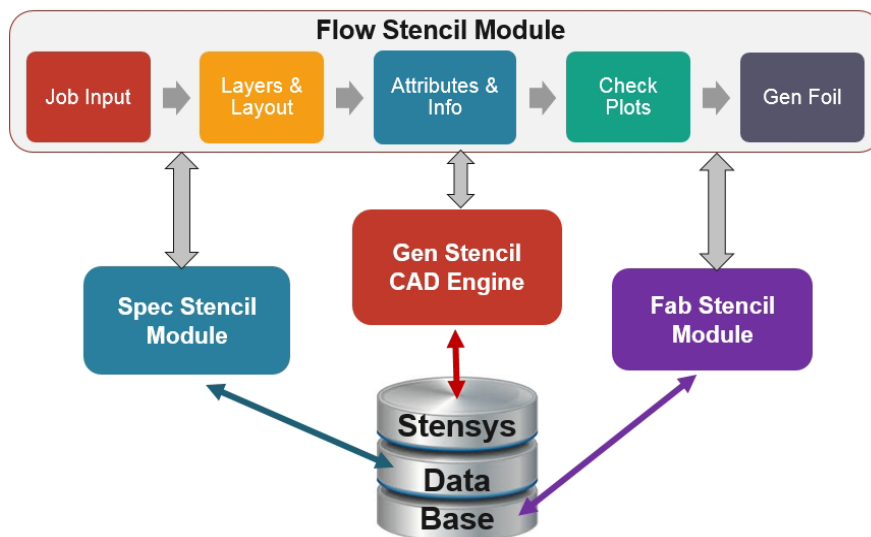 Flow Stencil Module
Job Input
Layers &
Layout
Attributes &
Info
Check
Plots
Gen Foil
Gen Stencil
CAD Engine
Spec Stencil
Module
Fab Stencil
Module
Stensys
Data
Base